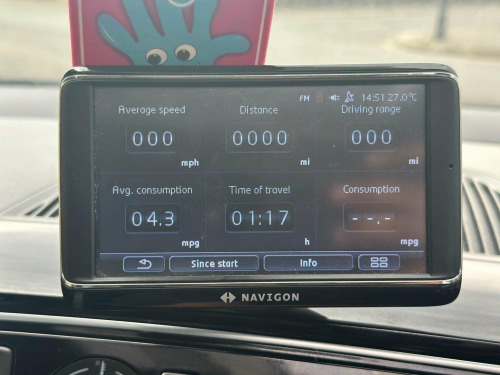 FM 14:51 27.0°C
Average speed Distance Driving range
000 0000 000
mph mi mi
Avg. consumption Time of travel Consumption
04.3 01:17 --.-
mpg h mpg
Since start Info
NAVIGON